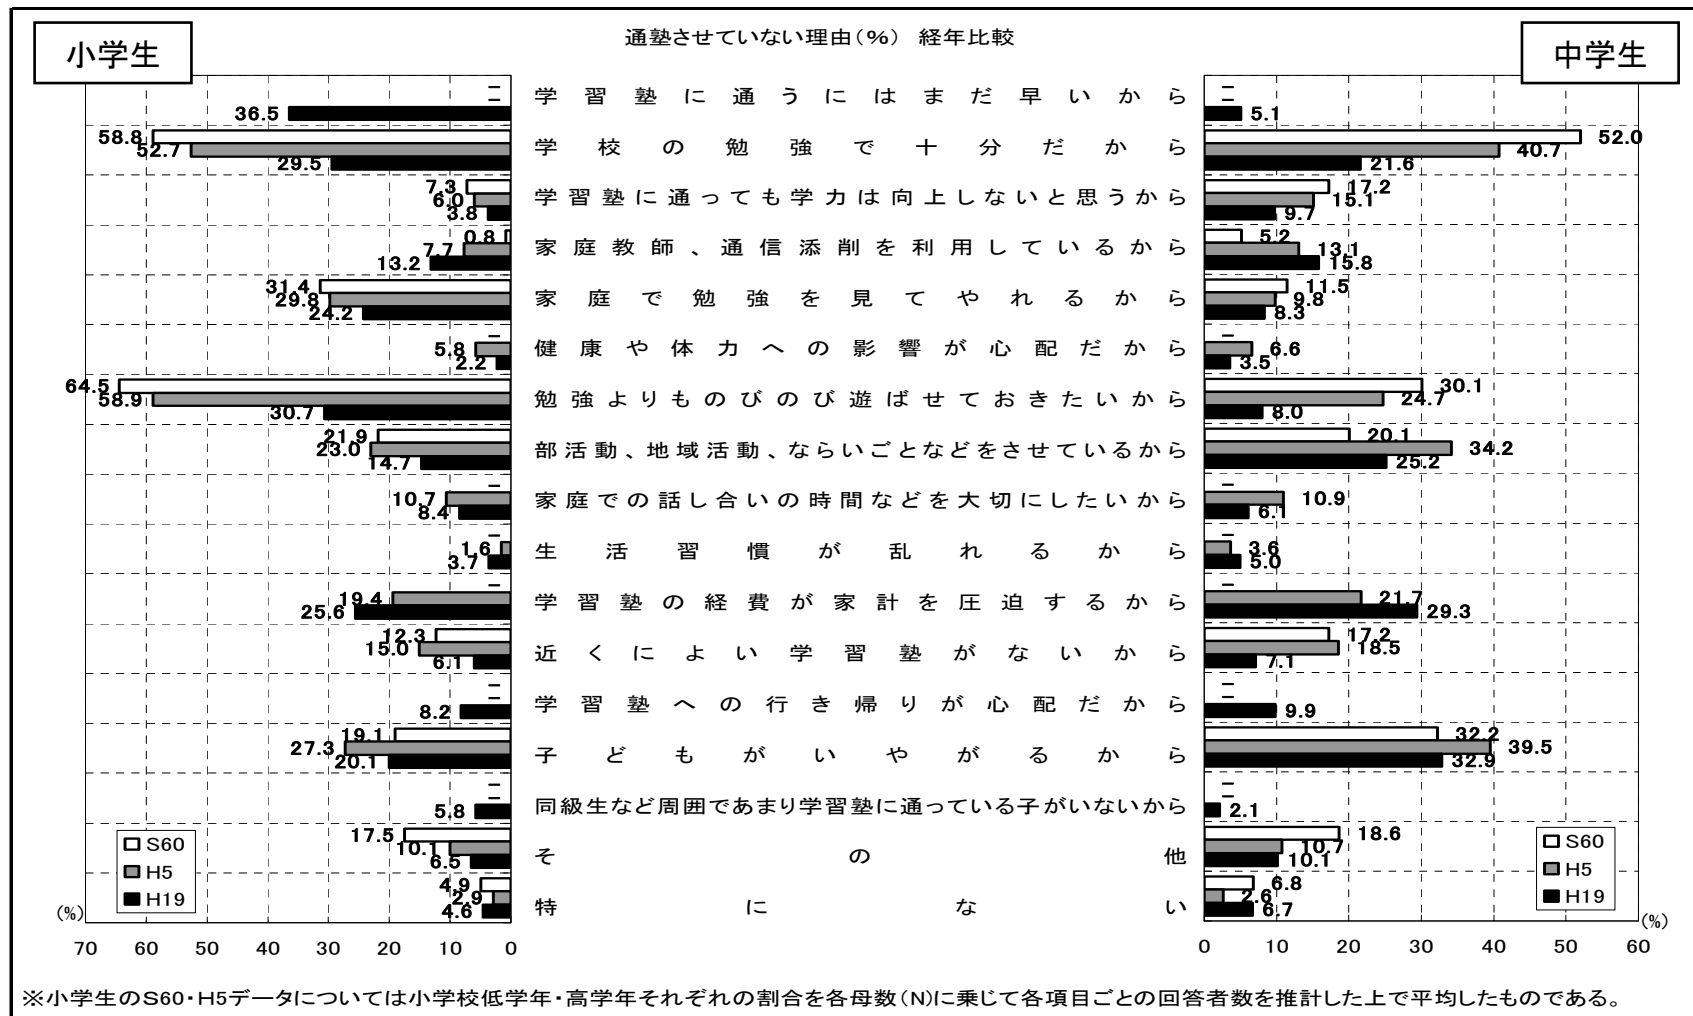 通塾させていない理由(%) 経年比較
小学生
中学生
－ － 36.5 学習塾に通うにはまだ早いから － － 5.1
58.8 52.7 29.5 学校の勉強で十分だから 52.0 40.7 21.6
7.3 6.0 3.8 学習塾に通っても学力は向上しないと思うから 17.2 15.1 9.7
0.8 7.7 13.2 家庭教師、通信添削を利用しているから 5.2 13.1 15.8
31.4 29.8 24.2 家庭で勉強を見てやれるから 11.5 9.8 8.3
－ 5.8 2.2 健康や体力への影響が心配だから － 6.6 3.5
64.5 58.9 30.7 勉強よりものびのび遊ばせておきたいから 30.1 24.7 8.0
21.9 23.0 14.7 部活動、地域活動、ならいごとなどをさせているから 20.1 34.2 25.2
－ 10.7 8.4 家庭での話し合いの時間などを大切にしたいから － 10.9 6.1
－ 1.6 3.7 生活習慣が乱れるから － 3.6 5.0
－ 19.4 25.6 学習塾の経費が家計を圧迫するから － 21.7 29.3
12.3 15.0 6.1 近くによい学習塾がないから 17.2 18.5 7.1
－ － 8.2 学習塾への行き帰りが心配だから － － 9.9
19.1 27.3 20.1 子どもがいやがるから 32.2 39.5 32.9
－ － 5.8 同級生など周囲であまり学習塾に通っている子がいないから － － 2.1
17.5 10.1 6.5 その他 18.6 10.7 10.1
4.9 2.9 4.6 特にない 6.8 2.6 6.7
S60
H5
H19
S60
H5
H19
(%)
(%)
70 60 50 40 30 20 10 0
0 10 20 30 40 50 60
※小学生のS60・H5データについては小学校低学年・高学年それぞれの割合を各母数(N)に乗じて各項目ごとの回答者数を推計した上で平均したものである。